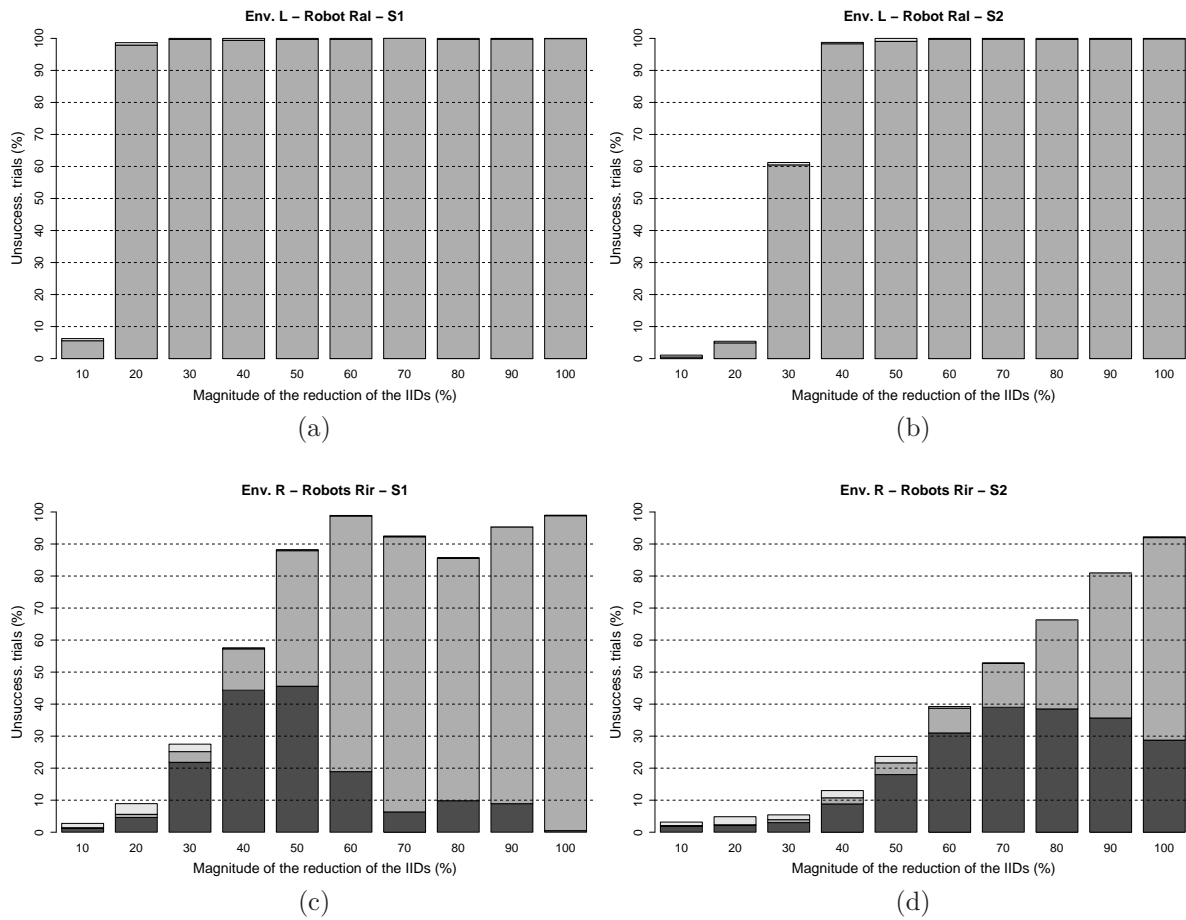 Env. L – Robot Ral – S1
Unsuccess. trials (%)
0 10 20 30 40 50 60 70 80 90 100
10 20 30 40 50 60 70 80 90 100
Magnitude of the reduction of the IIDs (%)
(a)
Env. L – Robot Ral – S2
Unsuccess. trials (%)
0 10 20 30 40 50 60 70 80 90 100
10 20 30 40 50 60 70 80 90 100
Magnitude of the reduction of the IIDs (%)
(b)
Env. R – Robots Rir – S1
Unsuccess. trials (%)
0 10 20 30 40 50 60 70 80 90 100
10 20 30 40 50 60 70 80 90 100
Magnitude of the reduction of the IIDs (%)
(c)
Env. R – Robots Rir – S2
Unsuccess. trials (%)
0 10 20 30 40 50 60 70 80 90 100
10 20 30 40 50 60 70 80 90 100
Magnitude of the reduction of the IIDs (%)
(d)